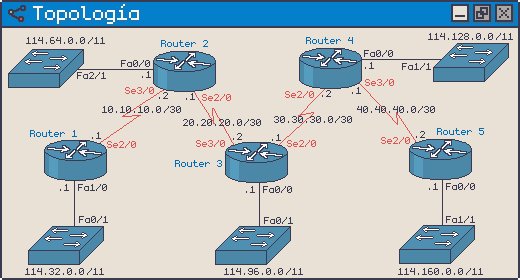 Topología
114.64.0.0/11
Router 2
Router 4
114.128.0.0/11
Fa0/0
Fa2/1
.1
Fa0/0
.1
Fa1/1
Se3/0
.2
.1
Se2/0
Se2/0
.2
.1
Se3/0
10.10.10.0/30
20.20.20.0/30
30.30.30.0/30
40.40.40.0/30
Router 1
.1
Se2/0
Se3/0
.2
.1
Se2/0
.2
Se2/0
Router 5
Router 3
.1
Fa1/0
.1
Fa0/0
.1
Fa0/0
Fa0/1
Fa0/1
Fa1/1
114.32.0.0/11
114.96.0.0/11
114.160.0.0/11